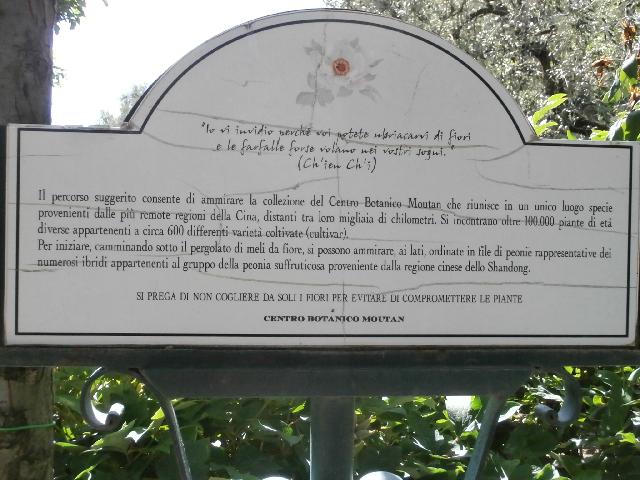 "Io vi invidio perchè voi potete ubriacarvi di fiori
e le farfalle forse volano nei vostri sogni."
(Ch'ien Ch'i)
Il percorso suggerito consente di ammirare la collezione del Centro Botanico Moutan che riunisce in un unico luogo specie
provenienti dalle più remote regioni della Cina, distanti tra loro migliaia di chilometri. Si incontrano oltre 100.000 piante di età
diverse appartenenti a circa 600 differenti varietà coltivate (cultivar).
Per iniziare, camminando sotto il pergolato di meli da fiore, si possono ammirare, ai lati, ordinate in file di peonie rappresentative dei
numerosi ibridi appartenenti al gruppo della peonia suffruticosa proveniente dalla regione cinese dello Shandong.
SI PREGA DI NON COGLIERE DA SOLI I FIORI PER EVITARE DI COMPROMETTERE LE PIANTE
CENTRO BOTANICO MOUTAN